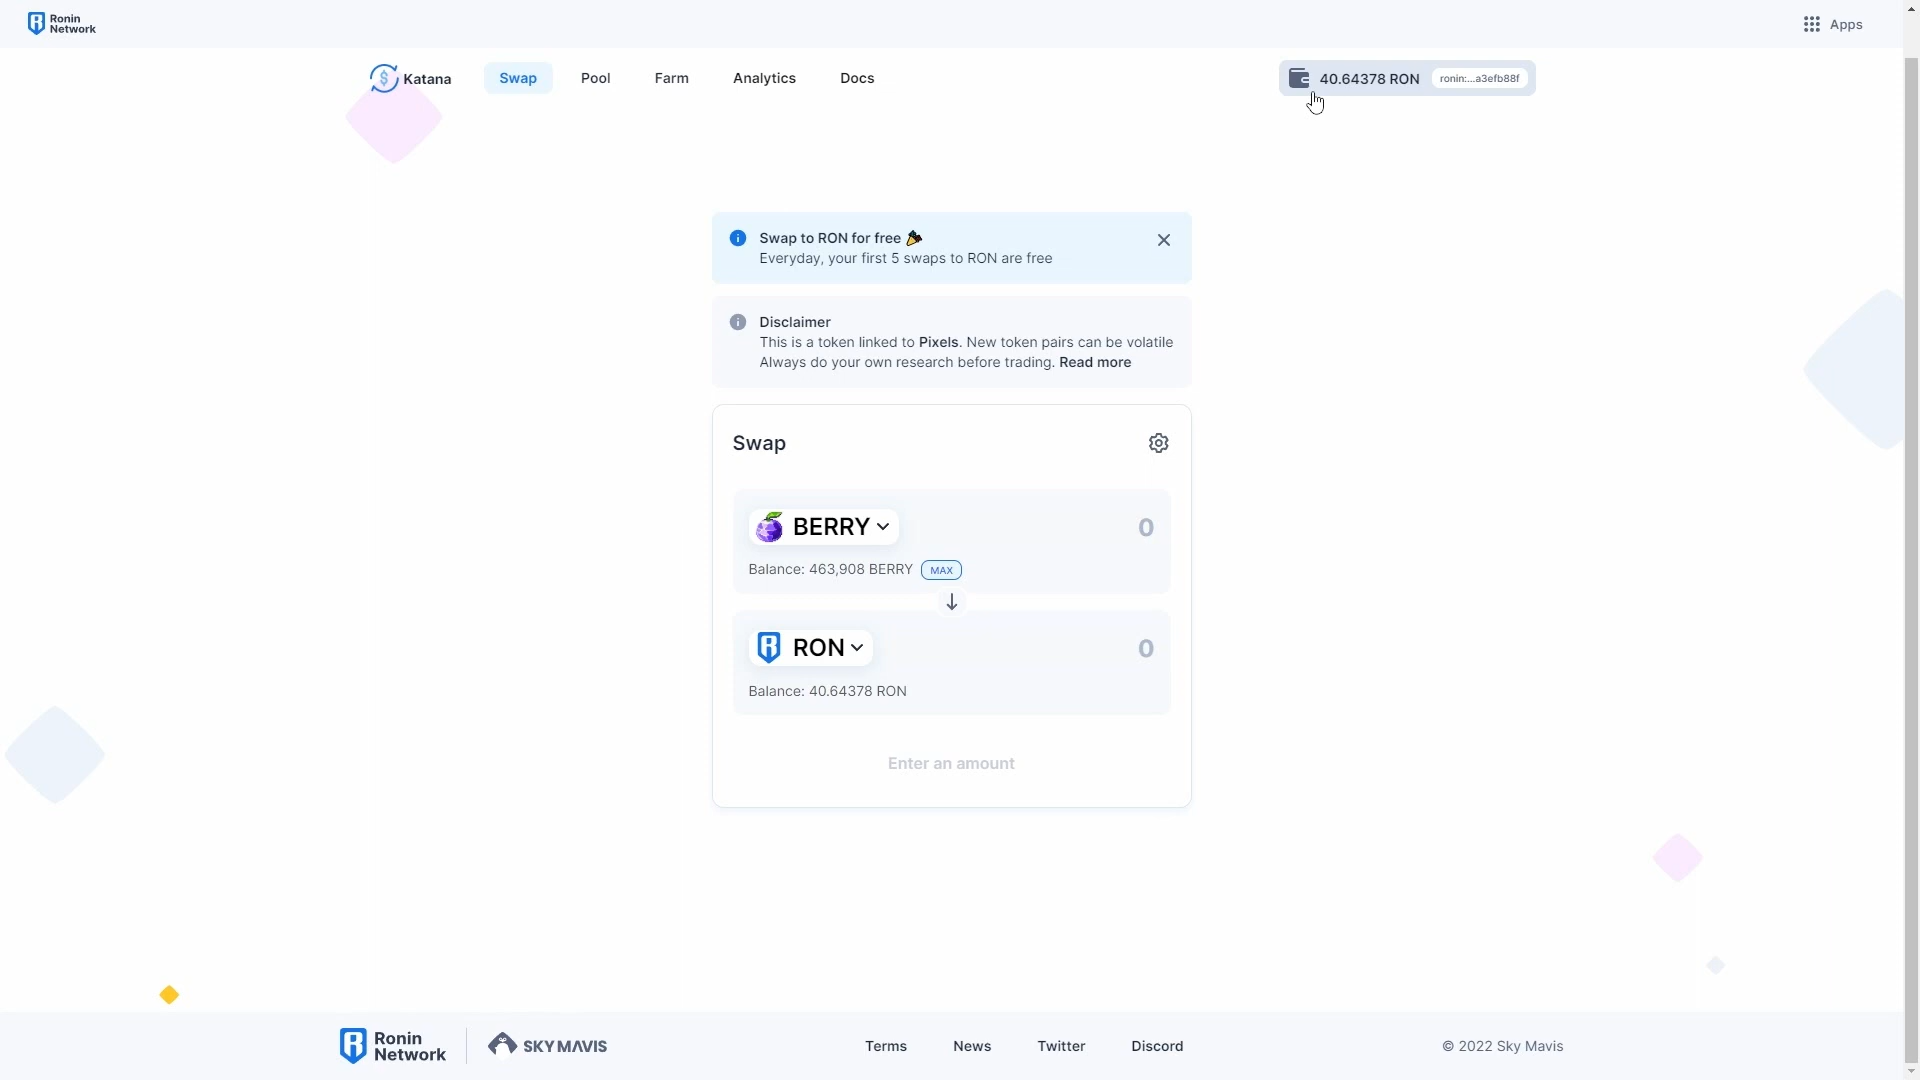 Ronin
Network
Apps
Katana
Swap
Pool
Farm
Analytics
Docs
40.64378 RON
ronin:...a3efb88f
Swap to RON for free
Everyday, your first 5 swaps to RON are free
Disclaimer
This is a token linked to Pixels. New token pairs can be volatile
Always do your own research before trading. Read more
Swap
BERRY
0
Balance: 463,908 BERRY
MAX
RON
0
Balance: 40.64378 RON
Enter an amount
Ronin
Network
SKY MAVIS
Terms
News
Twitter
Discord
© 2022 Sky Mavis